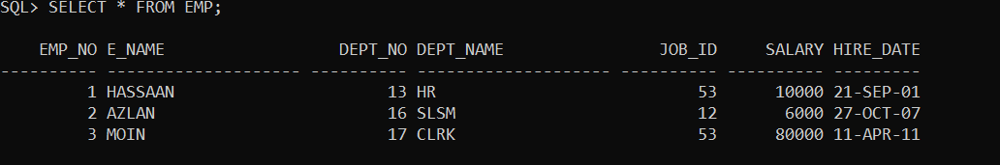 SQL> SELECT * FROM EMP;
EMP_NO E_NAME DEPT_NO DEPT_NAME JOB_ID SALARY HIRE_DATE
---------- -------------------- ---------- -------------------- ---------- ---------- ---------
1 HASSAAN 13 HR 53 10000 21-SEP-01
2 AZLAN 16 SLSM 12 6000 27-OCT-07
3 MOIN 17 CLRK 53 80000 11-APR-11